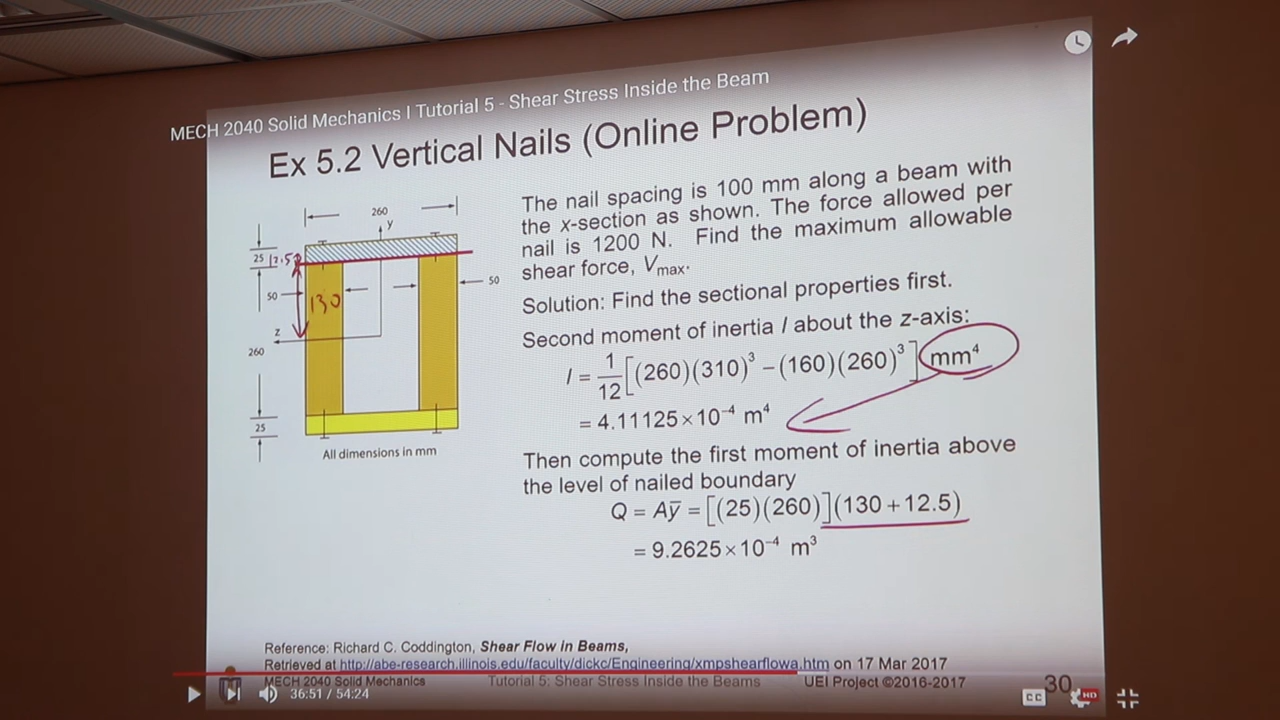 MECH 2040 Solid Mechanics I Tutorial 5 - Shear Stress Inside the Beam
Ex 5.2 Vertical Nails (Online Problem)
260
y
25 12.5
50
130
50
z
260
25
All dimensions in mm
The nail spacing is 100 mm along a beam with
the x-section as shown. The force allowed per
nail is 1200 N. Find the maximum allowable
shear force, Vmax.
Solution: Find the sectional properties first.
Second moment of inertia I about the z-axis:
I = 1/12 [(260)(310)³ − (160)(260)³] mm⁴
= 4.11125×10⁻⁴ m⁴
Then compute the first moment of inertia above
the level of nailed boundary
Q = Aȳ = [(25)(260)](130 + 12.5)
= 9.2625×10⁻⁴ m³
Reference: Richard C. Coddington, Shear Flow in Beams,
Retrieved at http://abe-research.illinois.edu/faculty/dickc/Engineering/xmpshearflowa.htm on 17 Mar 2017
MECH 2040 Solid Mechanics Tutorial 5: Shear Stress Inside the Beams UEI Project ©2016-2017 30
36:51 / 54:24 CC HD